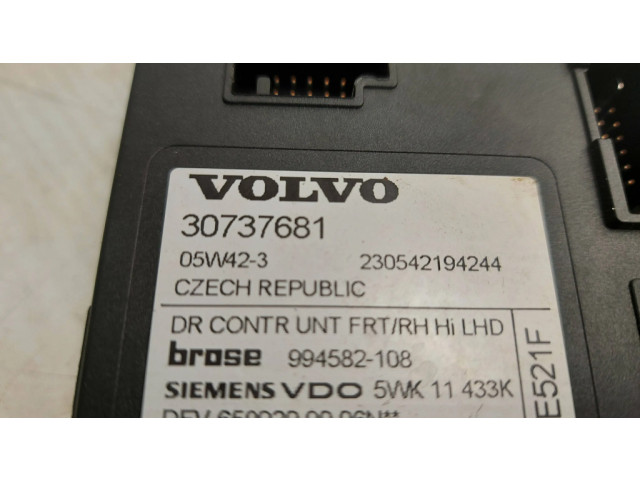 VOLVO
30737681
05W42-3 230542194244
CZECH REPUBLIC
DR CONTR UNT FRT/RH Hi LHD
brose 994582-108
SIEMENS VDO 5WK 11 433K
E521F